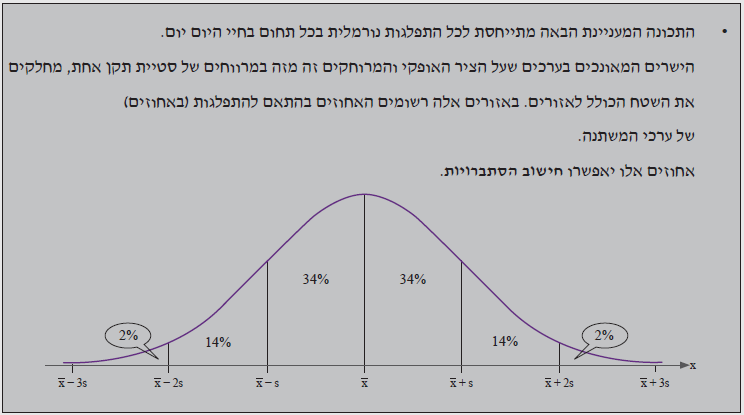 • התכונה המעניינת הבאה מתייחסת לכל התפלגות נורמלית בכל תחום בחיי היום יום.
הישרים המאונכים בערכים שעל הציר האופקי והמרוחקים זה מזה במרווחים של סטיית תקן אחת, מחלקים
את השטח הכולל לאזורים. באזורים אלה רשומים האחוזים בהתאם להתפלגות (באחוזים)
של ערכי המשתנה.
אחוזים אלו יאפשרו חישוב הסתברויות.
34% 34%
2% 14% 14% 2%
x
x̅ − 3s x̅ − 2s x̅ − s x̅ x̅ + s x̅ + 2s x̅ + 3s